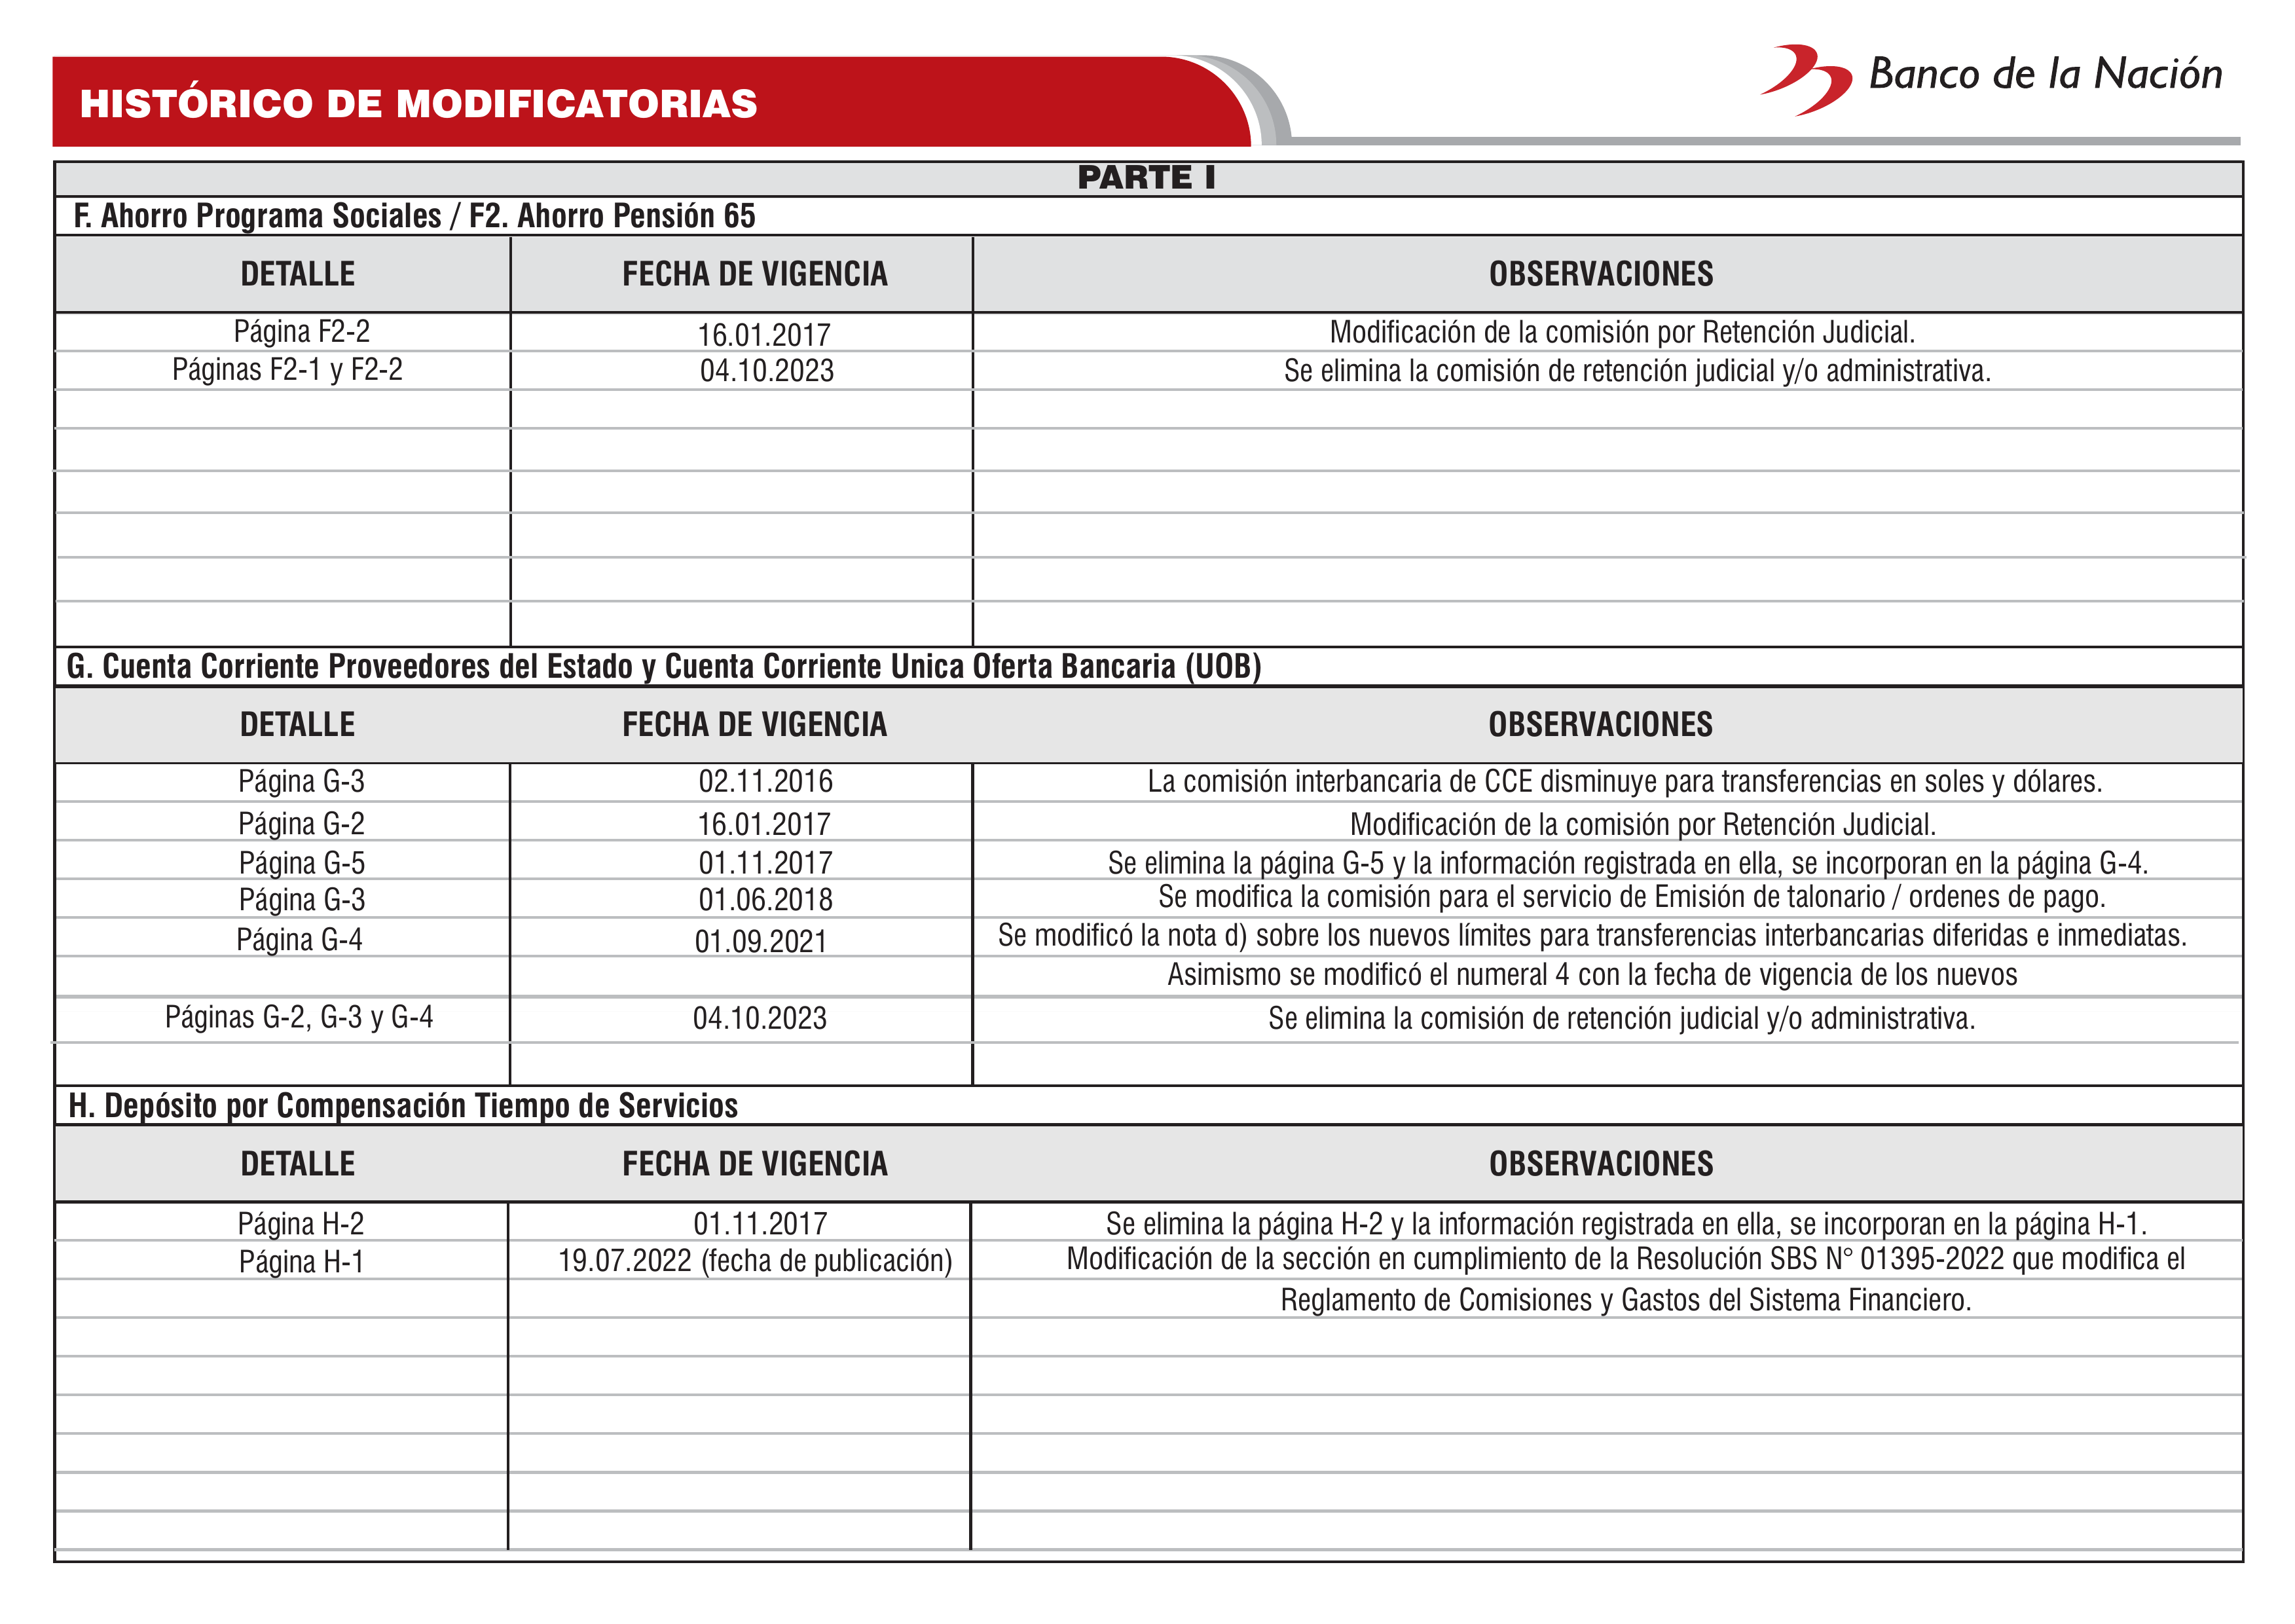 HISTÓRICO DE MODIFICATORIAS
Banco de la Nación
PARTE I
F. Ahorro Programa Sociales / F2. Ahorro Pensión 65
DETALLE FECHA DE VIGENCIA OBSERVACIONES
Página F2-2 16.01.2017 Modificación de la comisión por Retención Judicial.
Páginas F2-1 y F2-2 04.10.2023 Se elimina la comisión de retención judicial y/o administrativa.
G. Cuenta Corriente Proveedores del Estado y Cuenta Corriente Unica Oferta Bancaria (UOB)
DETALLE FECHA DE VIGENCIA OBSERVACIONES
Página G-3 02.11.2016 La comisión interbancaria de CCE disminuye para transferencias en soles y dólares.
Página G-2 16.01.2017 Modificación de la comisión por Retención Judicial.
Página G-5 01.11.2017 Se elimina la página G-5 y la información registrada en ella, se incorporan en la página G-4.
Página G-3 01.06.2018 Se modifica la comisión para el servicio de Emisión de talonario / ordenes de pago.
Página G-4 01.09.2021 Se modificó la nota d) sobre los nuevos límites para transferencias interbancarias diferidas e inmediatas.
Asimismo se modificó el numeral 4 con la fecha de vigencia de los nuevos
Páginas G-2, G-3 y G-4 04.10.2023 Se elimina la comisión de retención judicial y/o administrativa.
H. Depósito por Compensación Tiempo de Servicios
DETALLE FECHA DE VIGENCIA OBSERVACIONES
Página H-2 01.11.2017 Se elimina la página H-2 y la información registrada en ella, se incorporan en la página H-1.
Página H-1 19.07.2022 (fecha de publicación) Modificación de la sección en cumplimiento de la Resolución SBS N° 01395-2022 que modifica el
Reglamento de Comisiones y Gastos del Sistema Financiero.